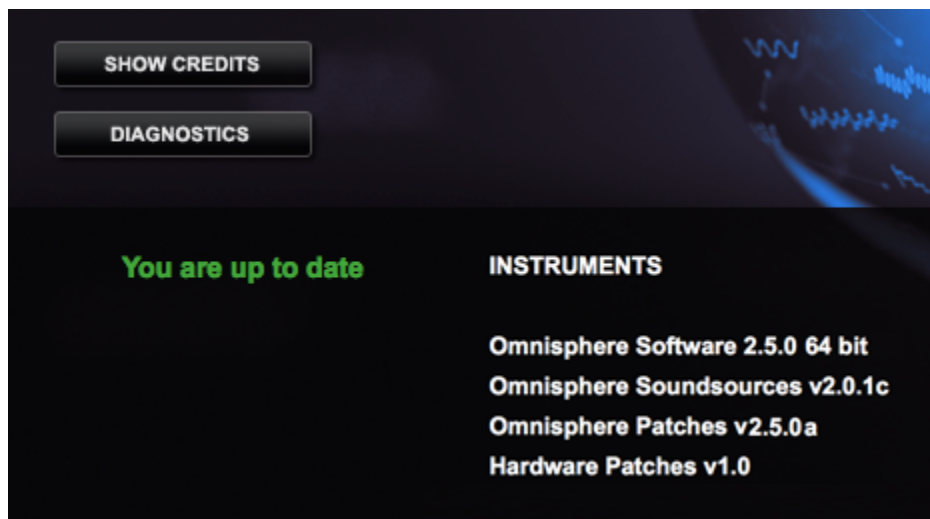 SHOW CREDITS
DIAGNOSTICS
You are up to date
INSTRUMENTS
Omnisphere Software 2.5.0 64 bit
Omnisphere Soundsources v2.0.1c
Omnisphere Patches v2.5.0a
Hardware Patches v1.0